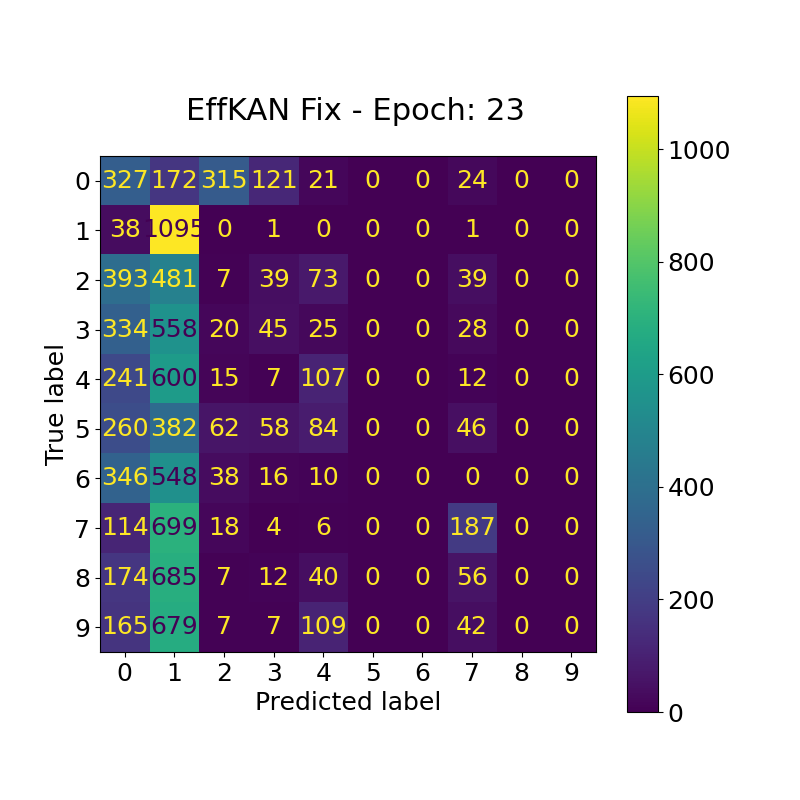 EffKAN Fix - Epoch: 23
0 327 172 315 121 21 0 0 24 0 0
1 38 1095 0 1 0 0 0 1 0 0
2 393 481 7 39 73 0 0 39 0 0
3 334 558 20 45 25 0 0 28 0 0
4 241 600 15 7 107 0 0 12 0 0
5 260 382 62 58 84 0 0 46 0 0
6 346 548 38 16 10 0 0 0 0 0
7 114 699 18 4 6 0 0 187 0 0
8 174 685 7 12 40 0 0 56 0 0
9 165 679 7 7 109 0 0 42 0 0
0 1 2 3 4 5 6 7 8 9
Predicted label
True label
1000
800
600
400
200
0